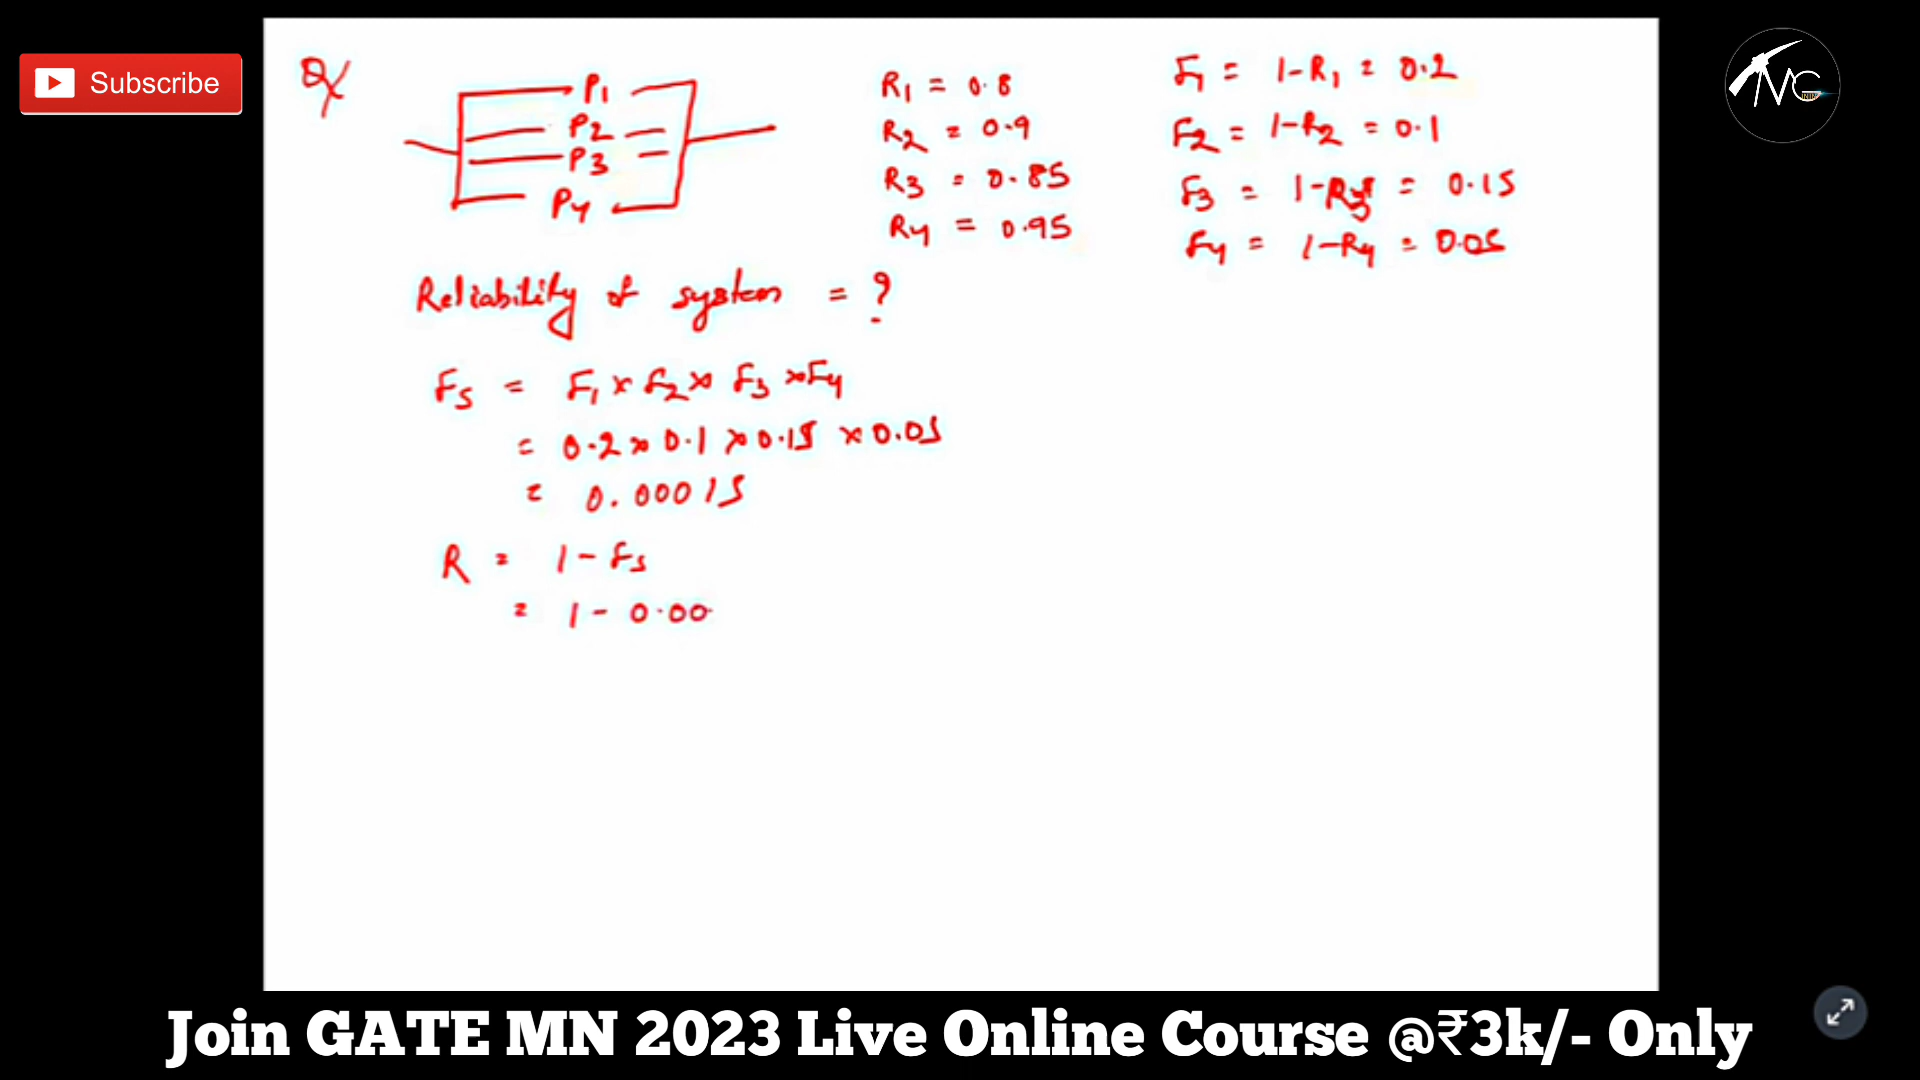 Subscribe
Q
P1
P2
P3
P4
R1 = 0.8
R2 = 0.9
R3 = 0.85
R4 = 0.95
F1 = 1-R1 = 0.2
F2 = 1-R2 = 0.1
F3 = 1-R3 = 0.15
F4 = 1-R4 = 0.05
Reliability of system = ?
Fs = F1 x F2 x F3 x F4
= 0.2 x 0.1 x 0.15 x 0.05
= 0.00015
R = 1 - Fs
= 1 - 0.00
MG
Join GATE MN 2023 Live Online Course @₹3k/- Only